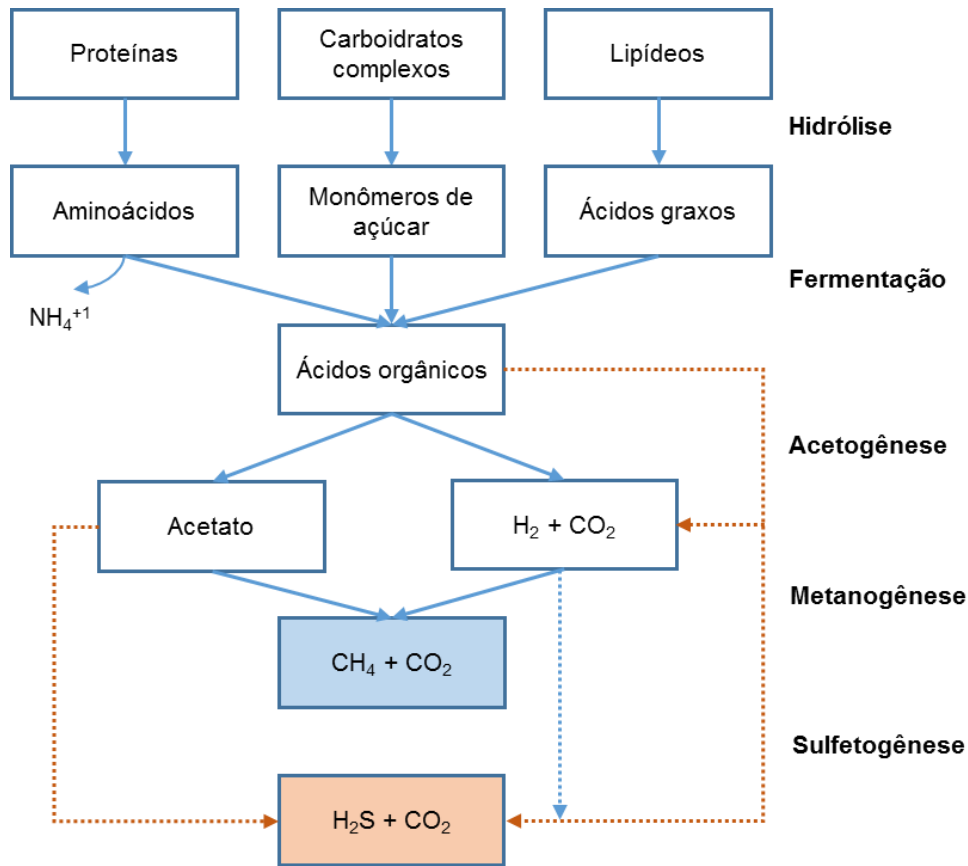 Proteínas
Carboidratos
complexos
Lipídeos
Hidrólise
Aminoácidos
Monômeros de
açúcar
Ácidos graxos
Fermentação
NH₄⁺¹
Ácidos orgânicos
Acetogênese
Acetato
H₂ + CO₂
Metanogênese
CH₄ + CO₂
Sulfetogênese
H₂S + CO₂